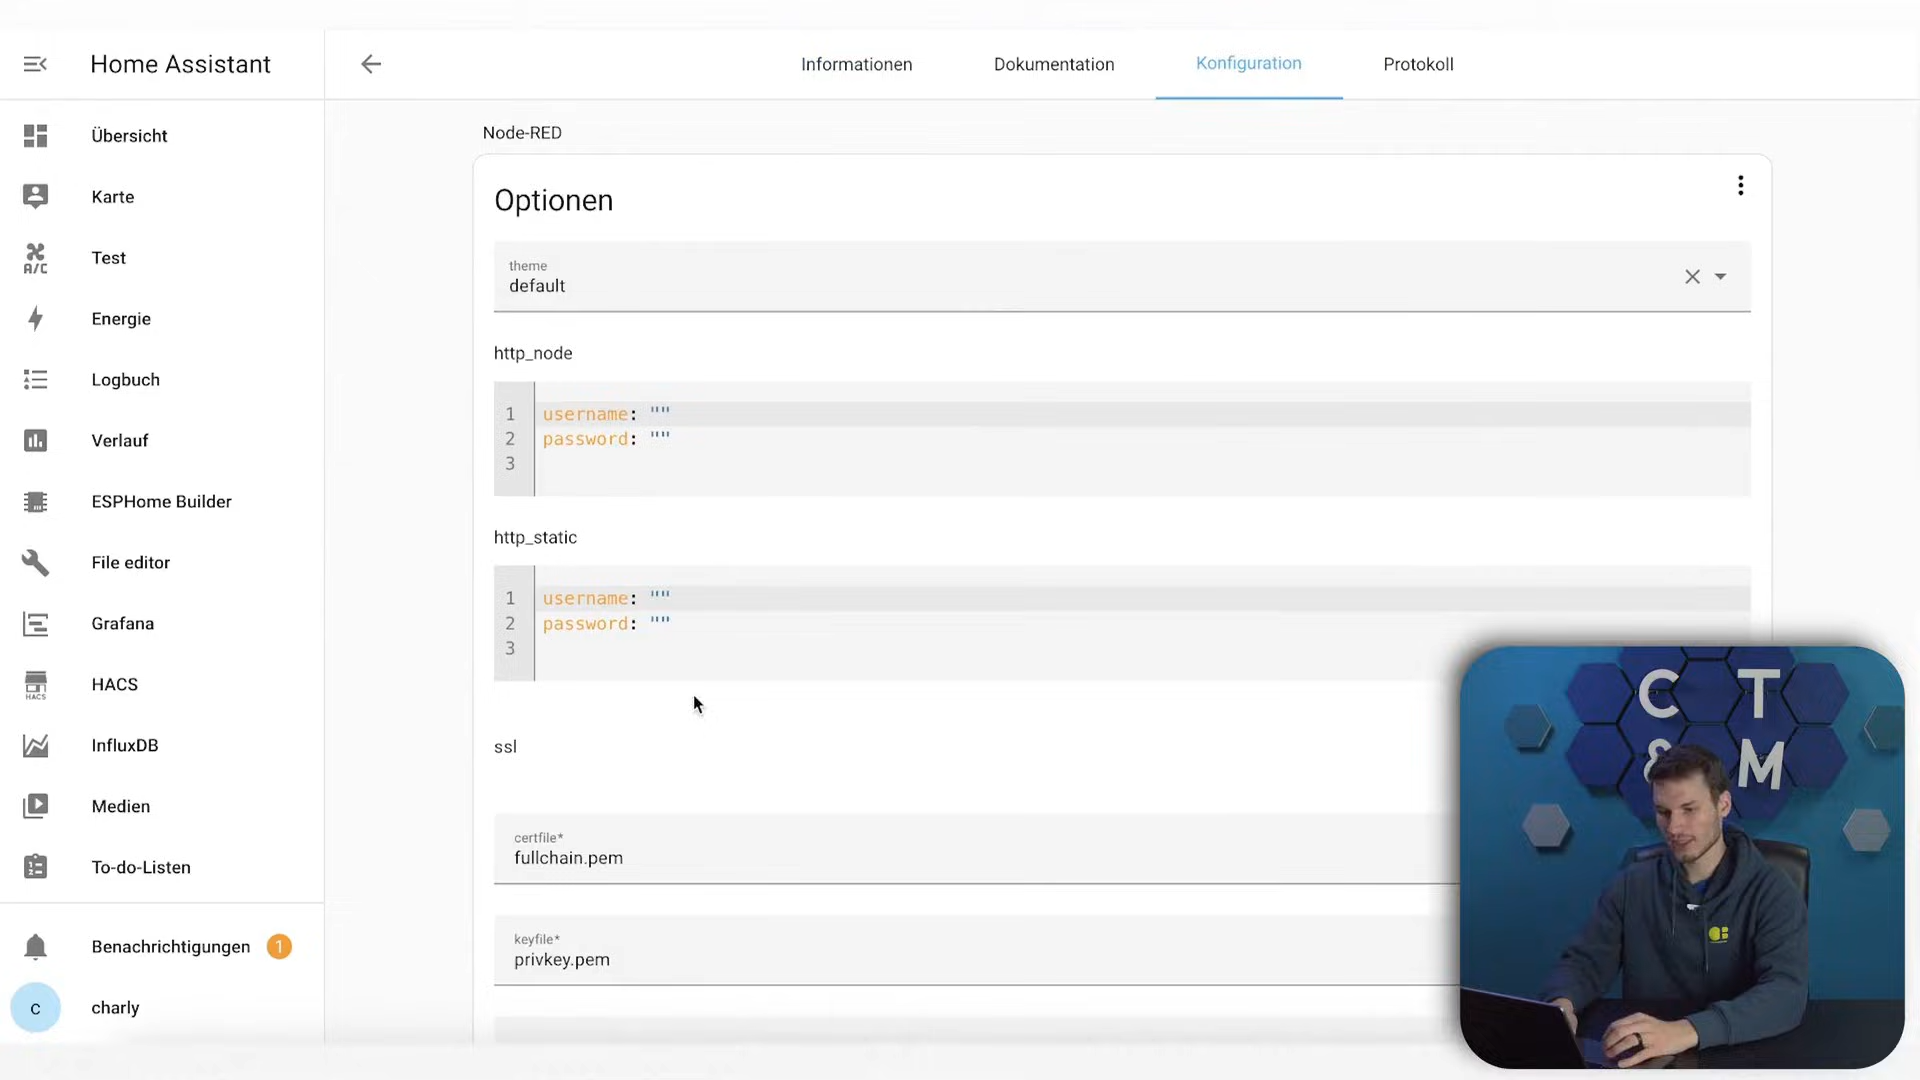 Home Assistant
Informationen
Dokumentation
Konfiguration
Protokoll
Übersicht
Karte
A/C
Test
Energie
Logbuch
Verlauf
ESPHome Builder
File editor
Grafana
HACS
HACS
InfluxDB
Medien
To-do-Listen
Benachrichtigungen
1
C
charly
Node-RED
Optionen
theme
default
http_node
1 username: ""
2 password: ""
3
http_static
1 username: ""
2 password: ""
3
ssl
certfile*
fullchain.pem
keyfile*
privkey.pem
C T
& M